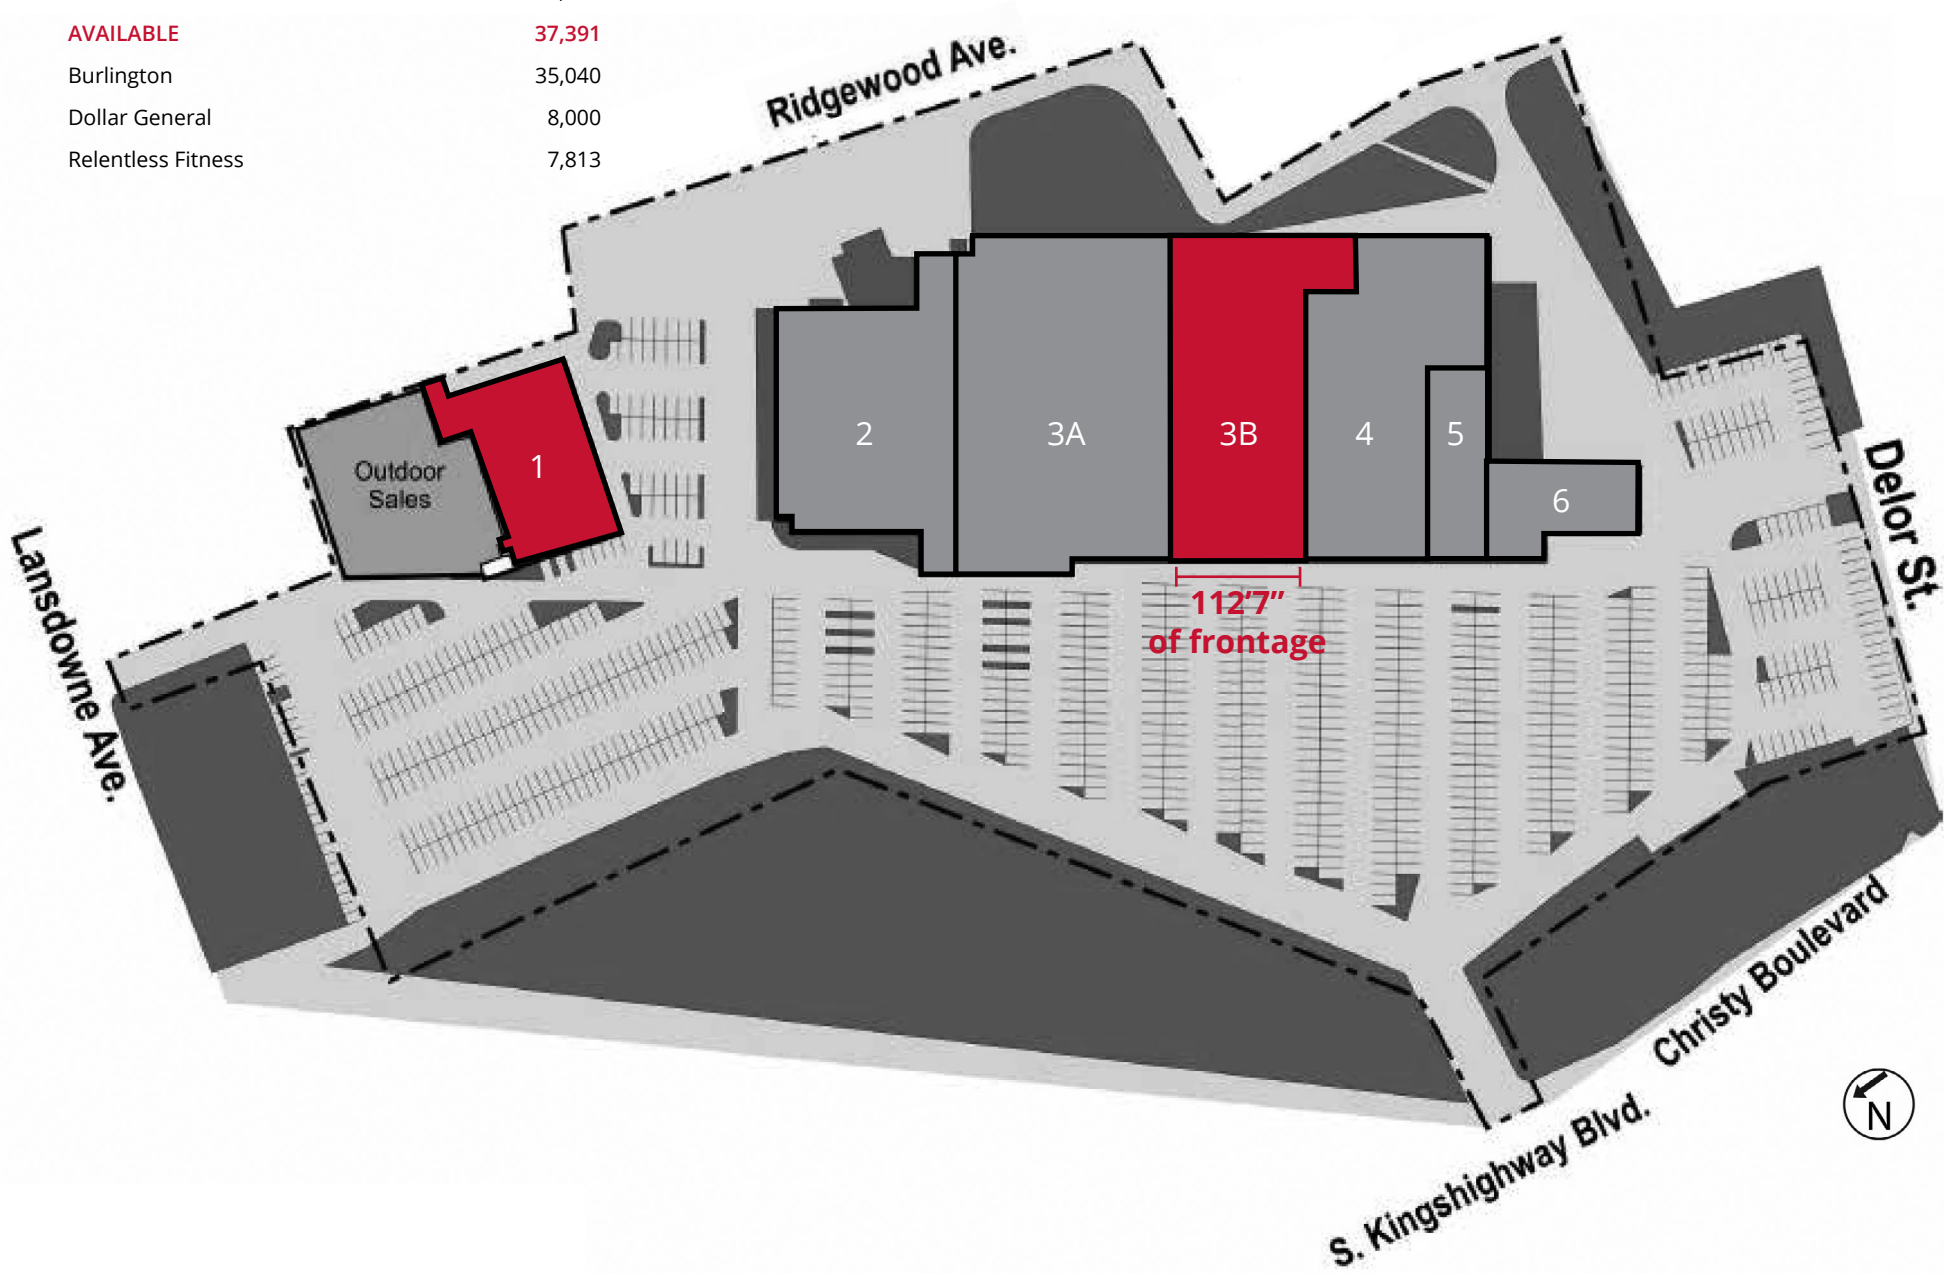 AVAILABLE 37,391
Burlington 35,040
Dollar General 8,000
Relentless Fitness 7,813
Ridgewood Ave.
Lansdowne Ave.
Delor St.
Outdoor
Sales
1
2
3A
3B
4
5
6
112'7”
of frontage
Christy Boulevard
S. Kingshighway Blvd.
N